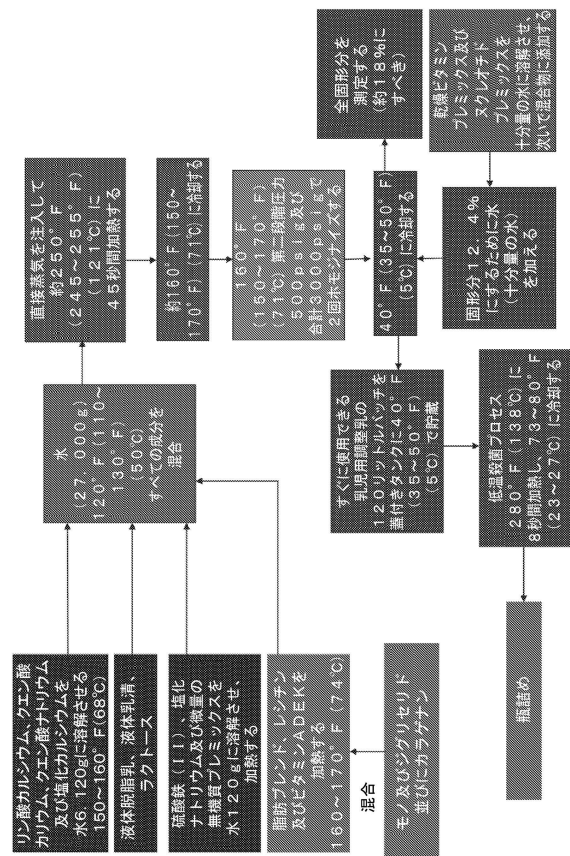 リン酸カルシウム、クエン酸
カリウム、クエン酸ナトリウム
及び塩化カルシウムを
水6,120gに溶解させる
150~160°F(68℃)
液体脱脂乳、液体乳清、
ラクトース
硫酸鉄(II)、塩化
ナトリウム及び微量の
無機質プレミックスを
水120gに溶解させ、
加熱する
脂肪ブレンド、レシチン
及びビタミンADEKを
加熱する
160~170°F(74℃)
混合
モノ及びジグリセリド
並びにカラゲナン
水
(27,000g)
120°F(110~
130°F)
(50℃)
すべての成分を
混合
直接蒸気を注入して
約250°F
(245~255°F)
(121℃)に
45秒間加熱する
約160°F(150~
170°F)(71℃)に冷却する
160°F
(150~170°F)
(71℃)第二段階圧力
500psig及び
合計3000psigで
2回ホモジナイズする
40°F(35~50°F)
(5℃)に冷却する
全固形分を
測定する
(約18%に
すべき)
乾燥ビタミン
プレミックス及び
ヌクレオチド
プレミックスを
十分量の水に溶解させ、
次いで混合物に添加する
固形分12.4%
にするために水
(十分量の水)
を加える
すぐに使用できる
乳児用調整乳の
120リットルバッチを
蓋付きタンクに40°F
(35~50°F)
(5℃)で貯蔵
低温殺菌プロセス
280°F(138℃)に
8秒間加熱し、73~80°F
(23~27℃)に冷却する
瓶詰め